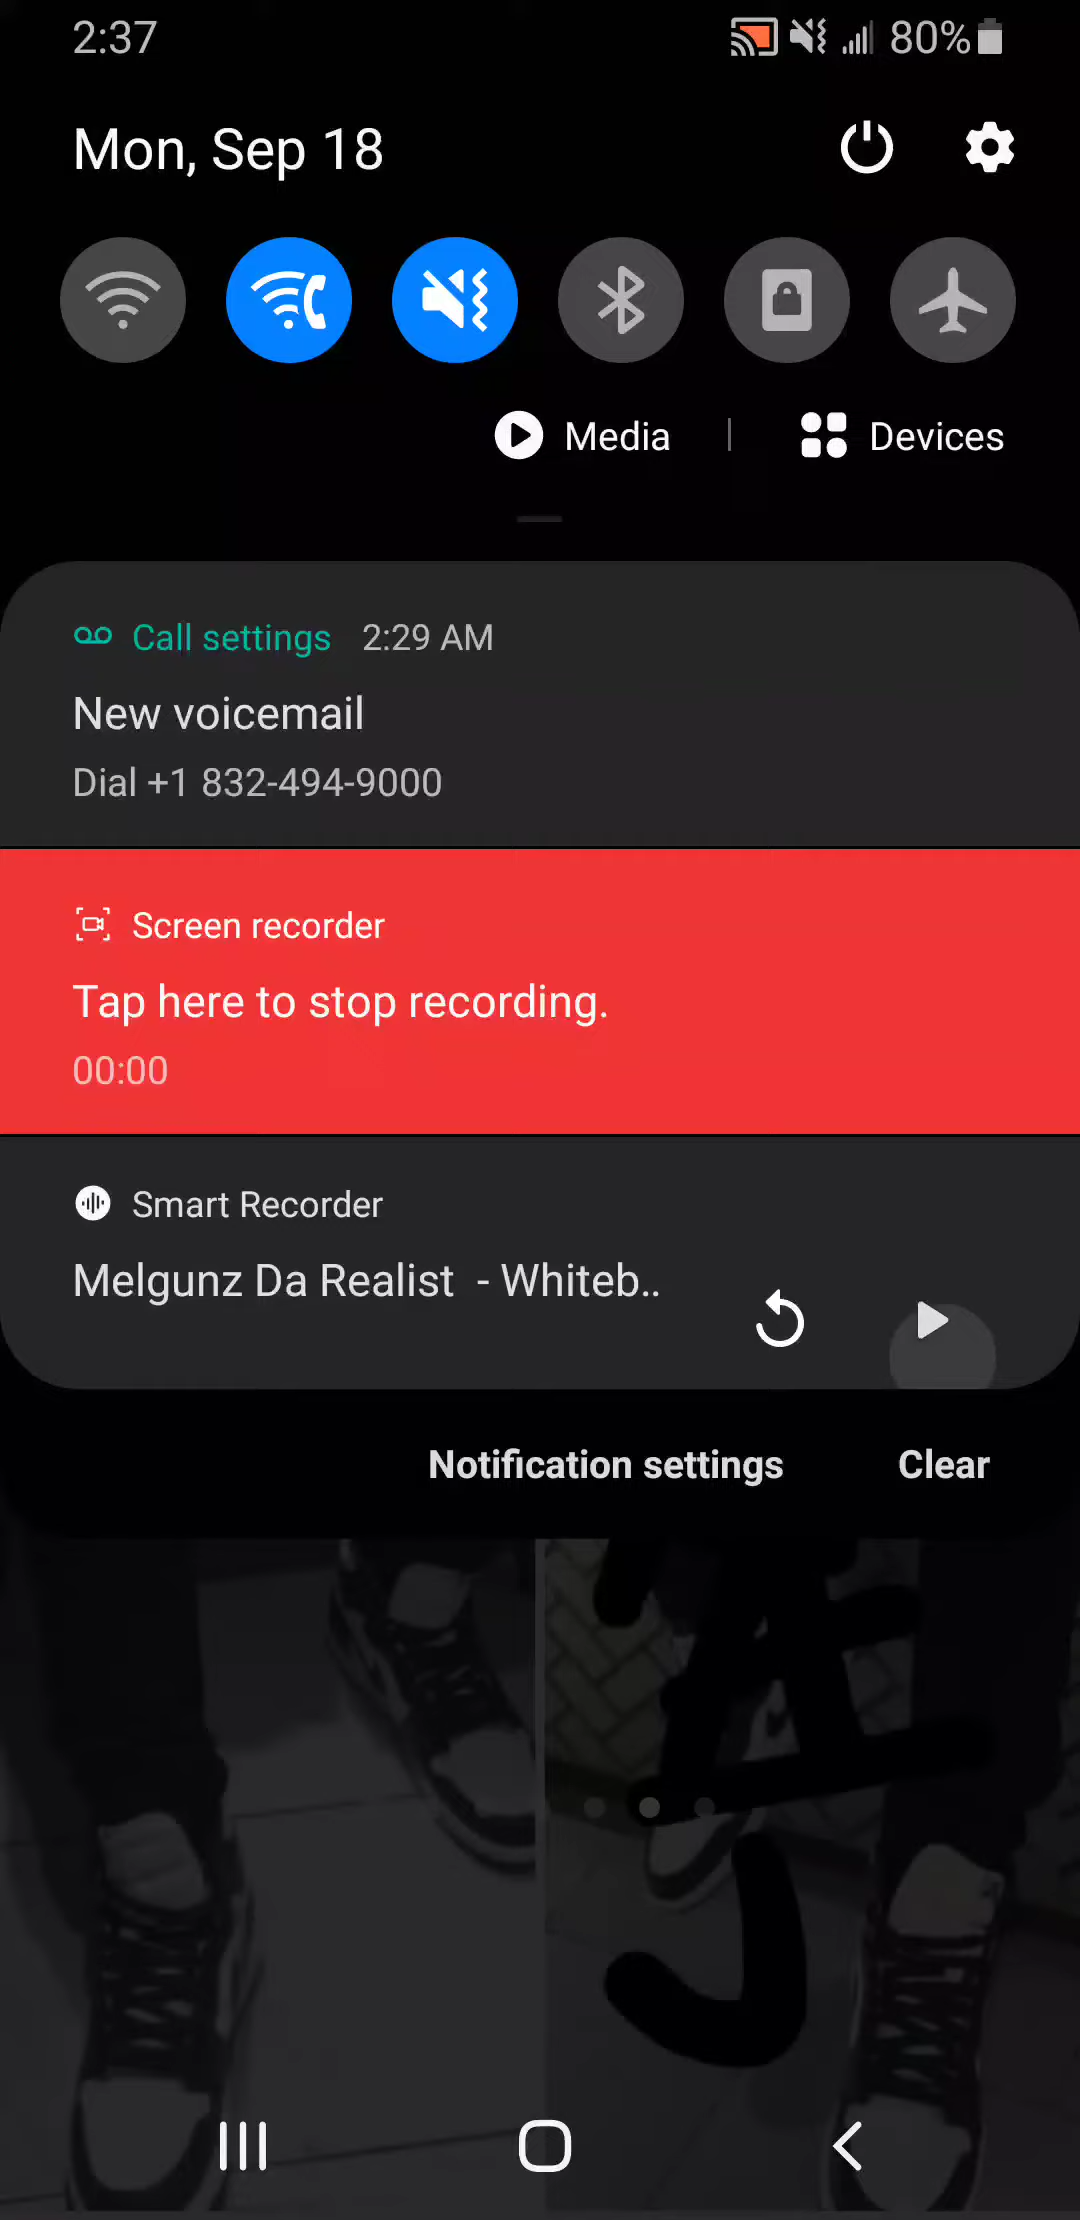 2:37 80%
Mon, Sep 18
Media | Devices
Call settings 2:29 AM
New voicemail
Dial +1 832-494-9000
Screen recorder
Tap here to stop recording.
00:00
Smart Recorder
Melgunz Da Realist  - Whiteb..
Notification settings Clear